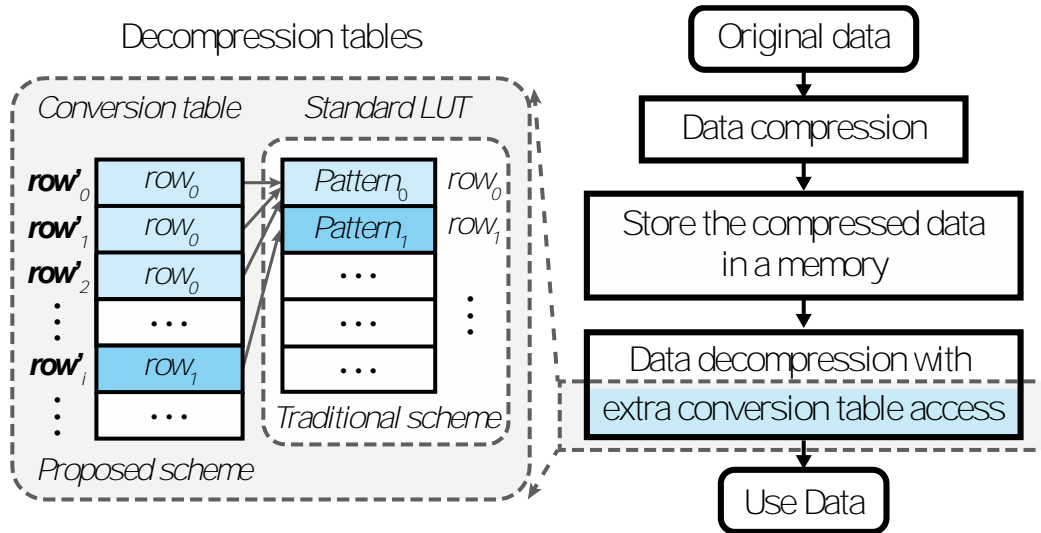 Decompression tables
Conversion table
Standard LUT
row'0
row0
Pattern0
row0
row'1
row0
Pattern1
row1
row'2
row0
...
⋮
...
...
⋮
row'i
row1
...
⋮
...
Traditional scheme
Proposed scheme
Original data
Data compression
Store the compressed data
in a memory
Data decompression with
extra conversion table access
Use Data